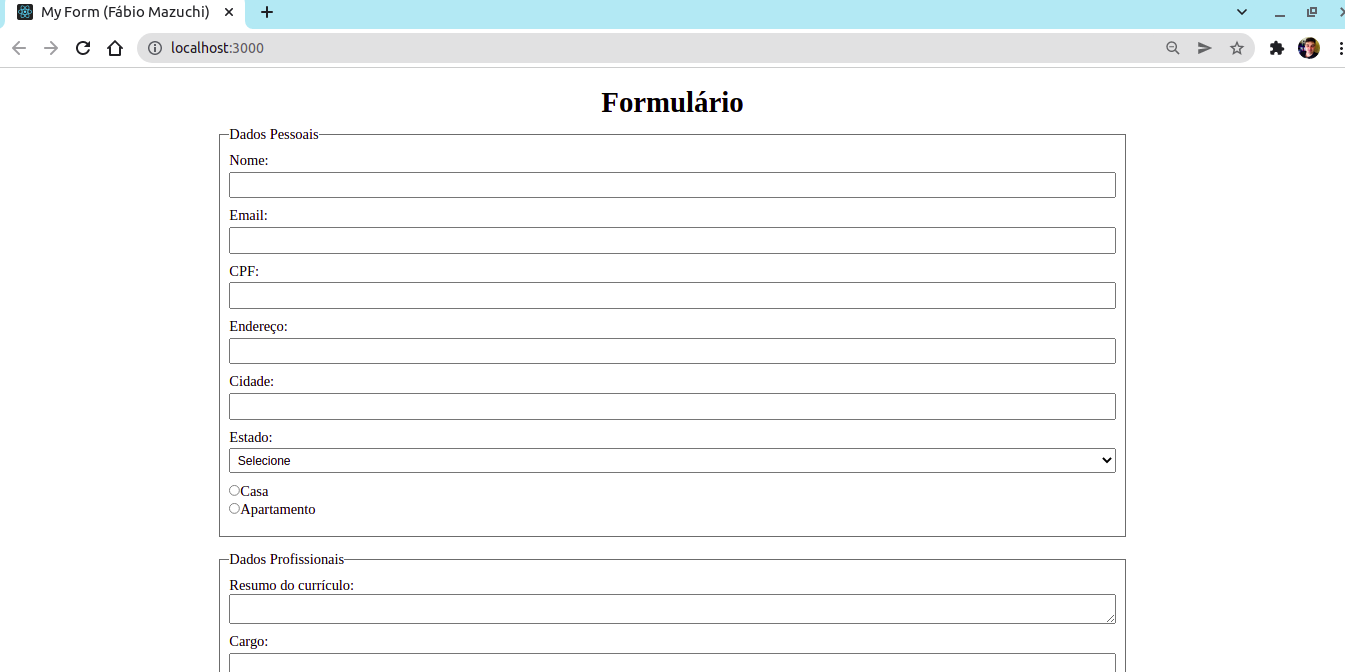 My Form (Fábio Mazuchi)
localhost:3000
Formulário
Dados Pessoais
Nome:
Email:
CPF:
Endereço:
Cidade:
Estado:
Selecione
Casa
Apartamento
Dados Profissionais
Resumo do currículo:
Cargo: